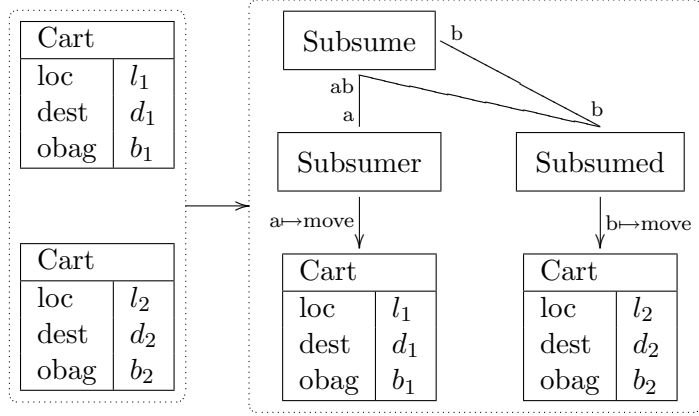 Cart
loc l1
dest d1
obag b1
Cart
loc l2
dest d2
obag b2
Subsume
b
ab
a
b
Subsumer
Subsumed
a↦move
b↦move
Cart
loc l1
dest d1
obag b1
Cart
loc l2
dest d2
obag b2